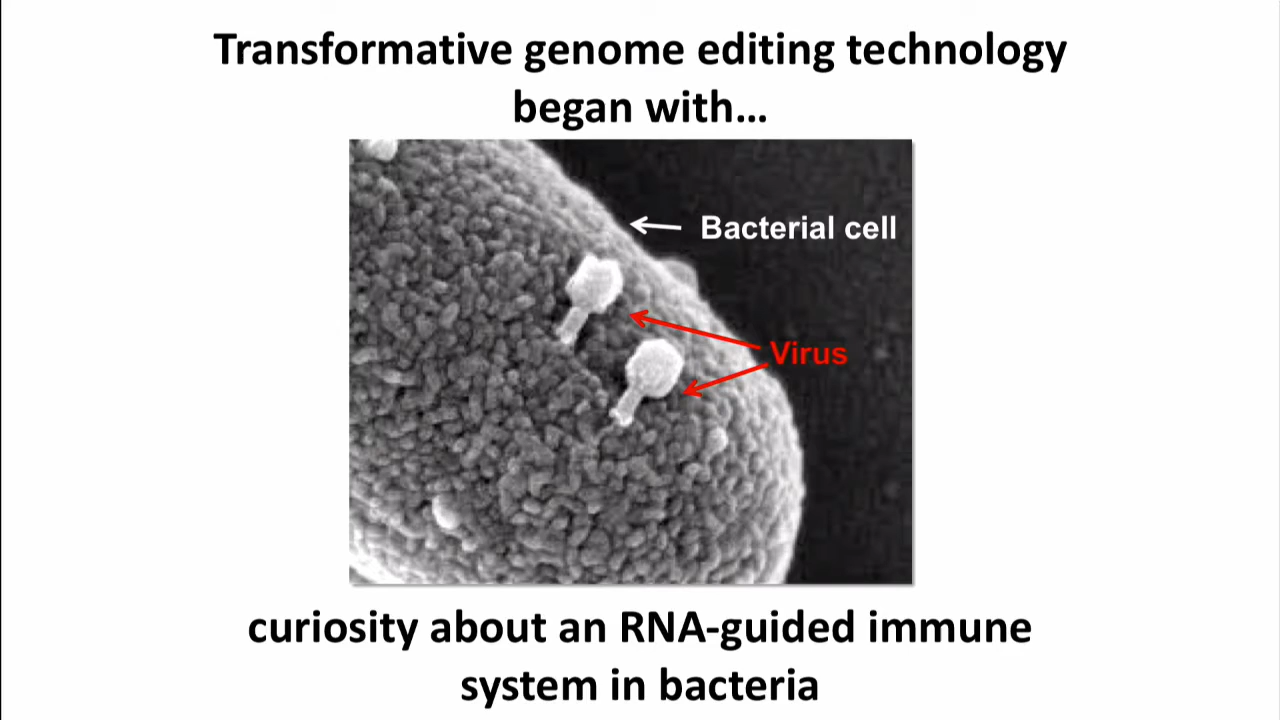 Transformative genome editing technology
began with…
Bacterial cell
Virus
curiosity about an RNA-guided immune
system in bacteria